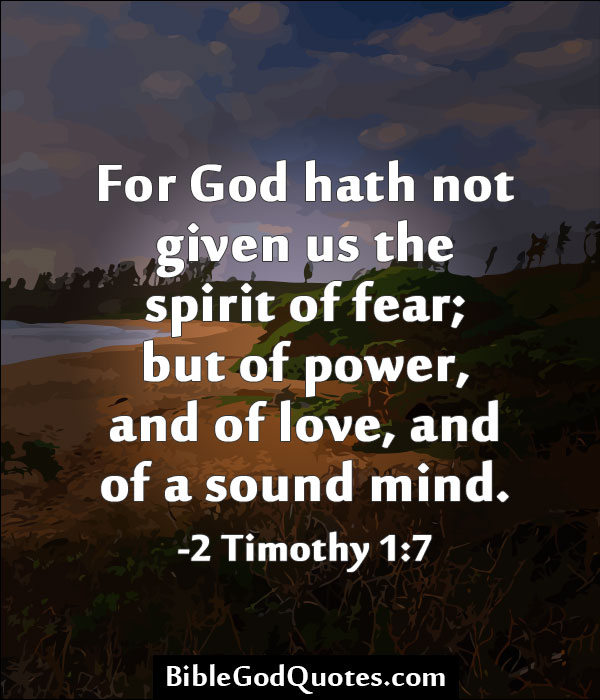 For God hath not
given us the
spirit of fear;
but of power,
and of love, and
of a sound mind.
-2 Timothy 1:7
BibleGodQuotes.com